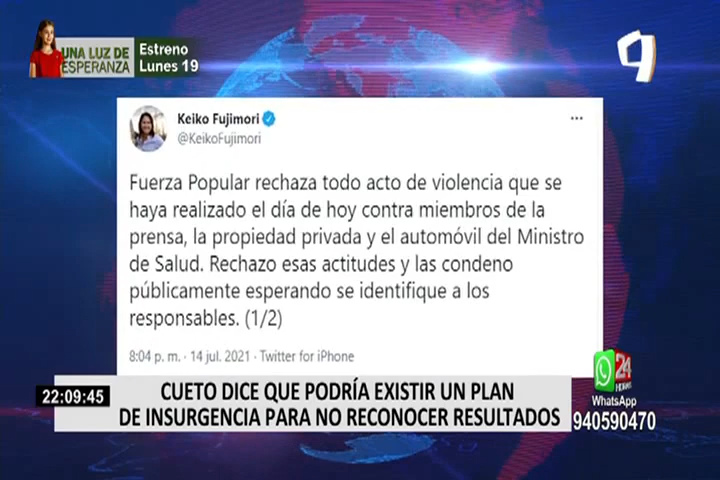 UNA LUZ DE
ESPERANZA
Estreno
Lunes 19
Keiko Fujimori
@KeikoFujimori
Fuerza Popular rechaza todo acto de violencia que se
haya realizado el día de hoy contra miembros de la
prensa, la propiedad privada y el automóvil del Ministro
de Salud. Rechazo esas actitudes y las condeno
públicamente esperando se identifique a los
responsables. (1/2)
8:04 p. m. · 14 jul. 2021 · Twitter for iPhone
22:09:45
CUETO DICE QUE PODRÍA EXISTIR UN PLAN
DE INSURGENCIA PARA NO RECONOCER RESULTADOS
24
HORAS
WhatsApp
940590470